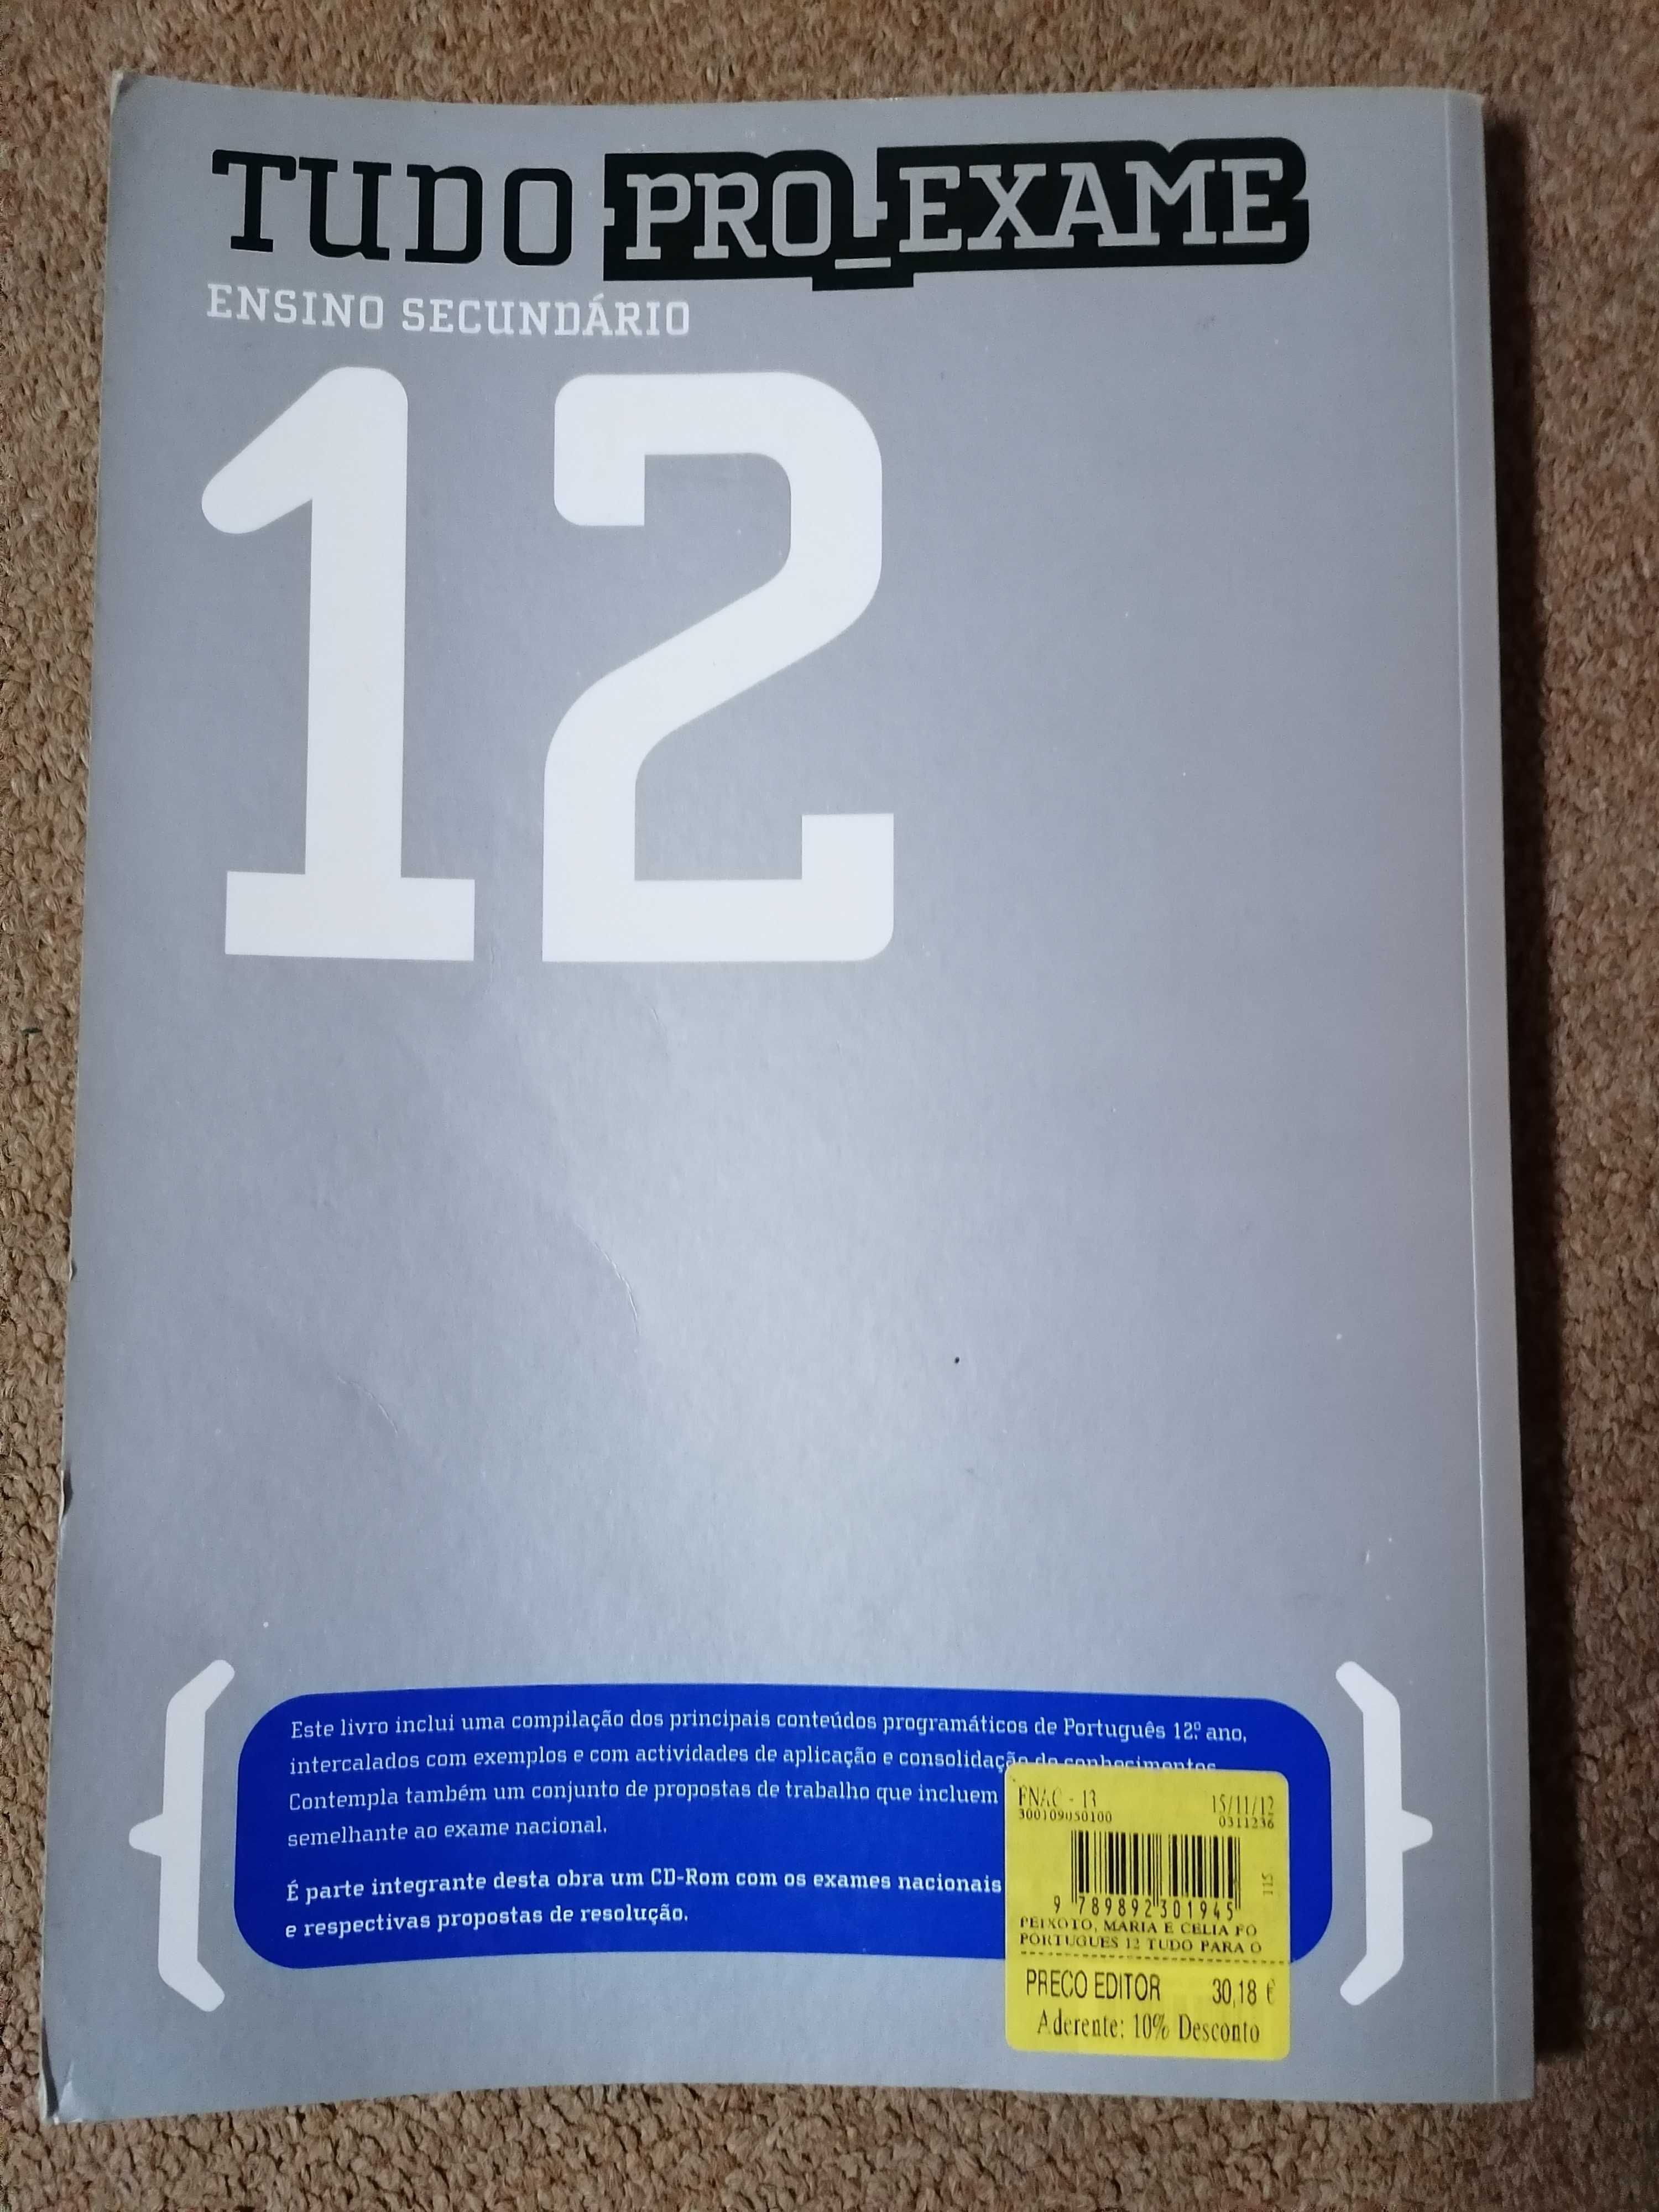 TUDO PRO_EXAME
ENSINO SECUNDÁRIO
12
Este livro inclui uma compilação dos principais conteúdos programáticos de Português 12º. ano,
intercalados com exemplos e com actividades de aplicação e consolidação de conhecimentos.
Contempla também um conjunto de propostas de trabalho que incluem
semelhante ao exame nacional.
É parte integrante desta obra um CD-Rom com os exames nacionais
e respectivas propostas de resolução.
FNAC - 13 15/11/12
300109050100 0311236
115
9 789892 301945
PEIXOTO, MARIA E CELIA FO
PORTUGUES 12 TUDO PARA O
PRECO EDITOR 30,18 €
Aderente: 10% Desconto